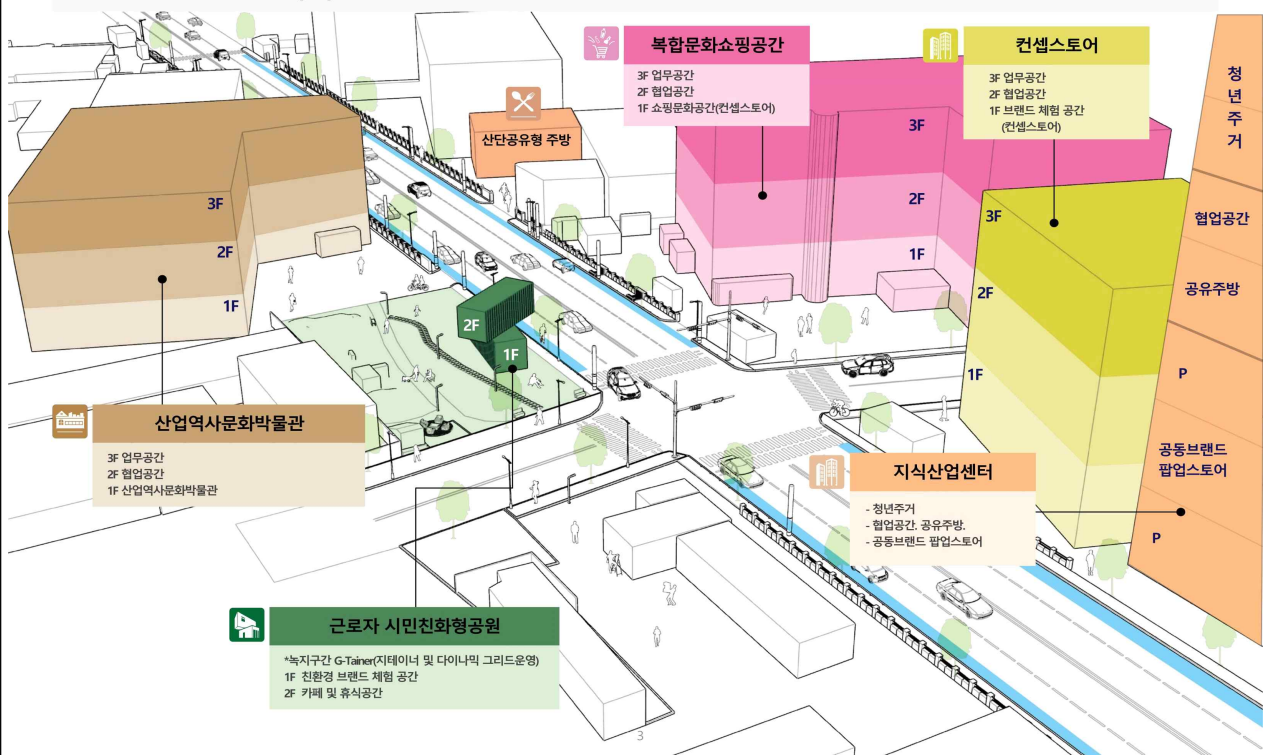 복합문화쇼핑공간
3F 업무공간
2F 협업공간
1F 쇼핑문화공간(컨셉스토어)
컨셉스토어
3F 업무공간
2F 협업공간
1F 브랜드 체험 공간
(컨셉스토어)
청
년
주
거
산단공유형 주방
3F
2F
1F
3F
2F
1F
3F
2F
1F
협업공간
공유주방
P
공동브랜드
팝업스토어
P
2F
1F
산업역사문화박물관
3F 업무공간
2F 협업공간
1F 산업역사문화박물관
지식산업센터
- 청년주거
- 협업공간. 공유주방.
- 공동브랜드 팝업스토어
근로자 시민친화형공원
*녹지구간 G-Tainer(지테이너 및 다이나믹 그리드운영)
1F 친환경 브랜드 체험 공간
2F 카페 및 휴식공간
3